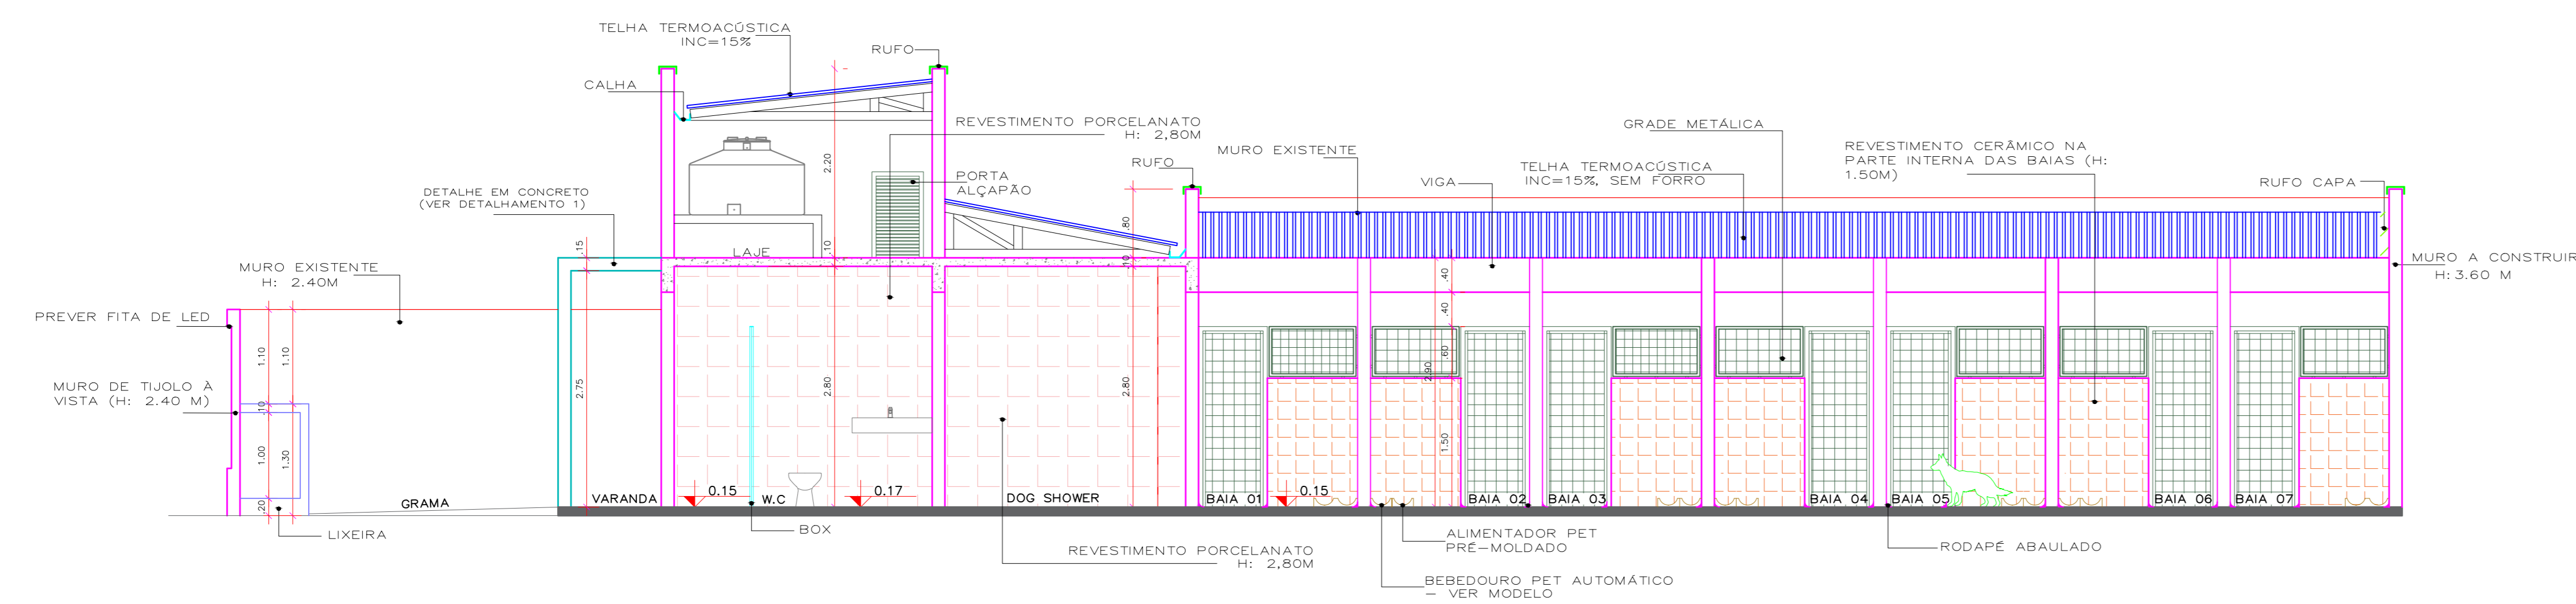 TELHA TERMOACÚSTICA
INC=15%
RUFO
CALHA
REVESTIMENTO PORCELANATO
H: 2,80M
GRADE METÁLICA
MURO EXISTENTE
REVESTIMENTO CERÂMICO NA
PARTE INTERNA DAS BAIAS (H:
1.50M)
RUFO
TELHA TERMOACÚSTICA
INC=15%, SEM FORRO
PORTA
ALÇAPÃO
VIGA
RUFO CAPA
DETALHE EM CONCRETO
(VER DETALHAMENTO 1)
2.20
.80
.15
LAJE
.10
.10
MURO EXISTENTE
H: 2.40M
MURO A CONSTRUIR
H: 3.60 M
PREVER FITA DE LED
.40
.40
1.10
1.10
.60
2.90
MURO DE TIJOLO À
VISTA (H: 2.40 M)
2.75
2.80
2.80
.10
1.00
1.30
1.50
.20
GRAMA
VARANDA
0.15
W.C
0.17
DOG SHOWER
BAIA 01
0.15
BAIA 02
BAIA 03
BAIA 04
BAIA 05
BAIA 06
BAIA 07
LIXEIRA
BOX
REVESTIMENTO PORCELANATO
H: 2,80M
ALIMENTADOR PET
PRÉ-MOLDADO
RODAPÉ ABAULADO
BEBEDOURO PET AUTOMÁTICO
– VER MODELO